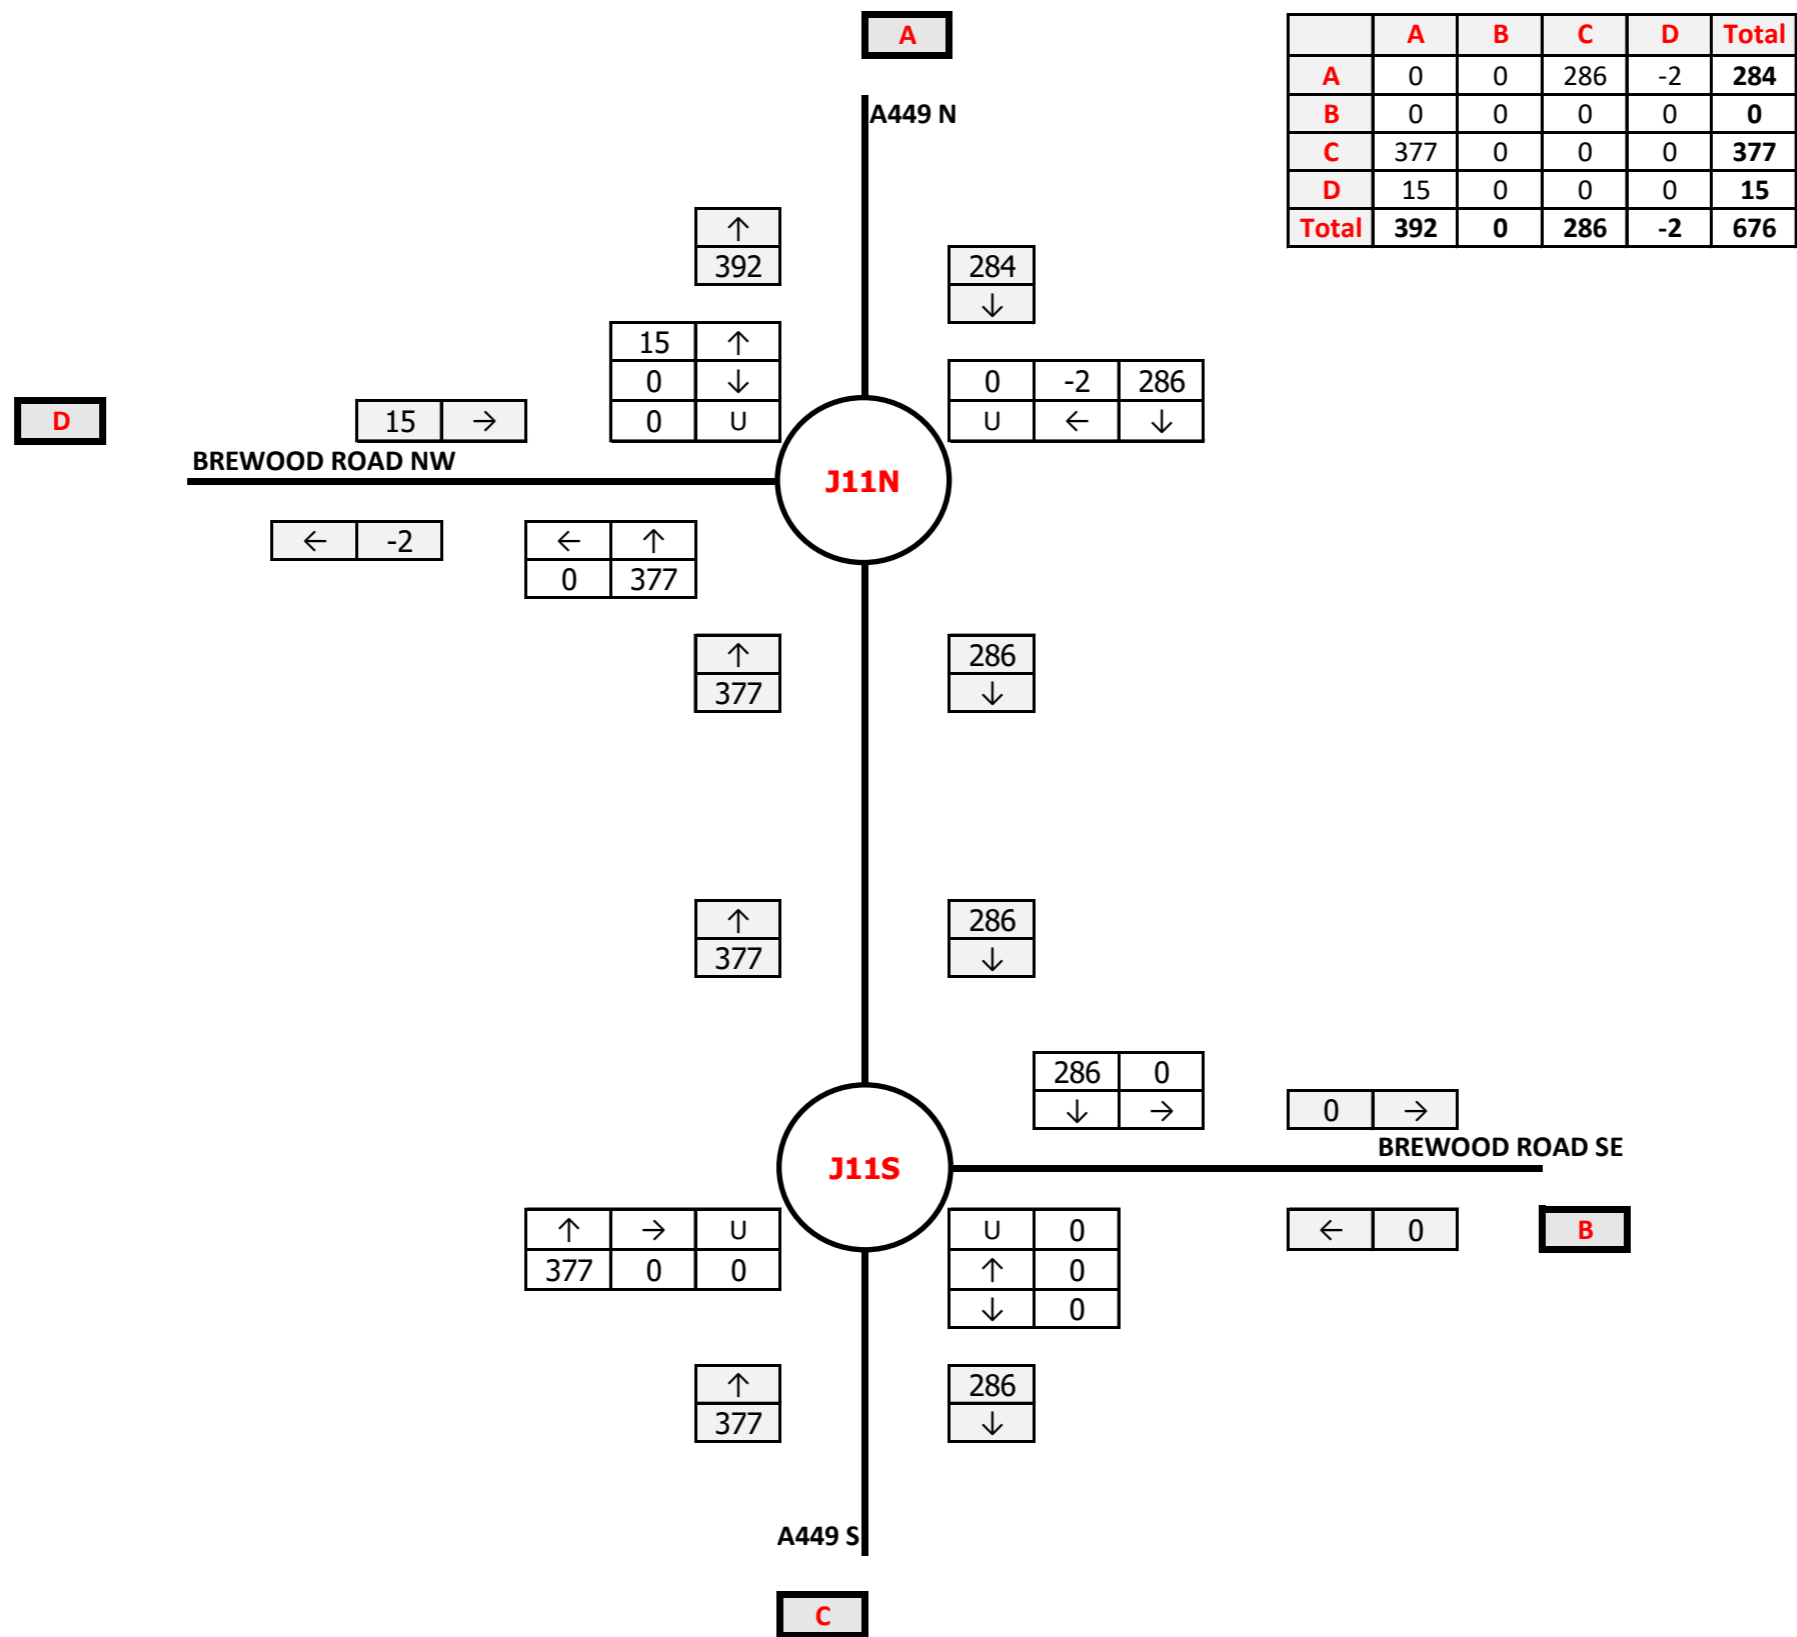 A
A B C D Total
A 0 0 286 -2 284
B 0 0 0 0 0
C 377 0 0 0 377
D 15 0 0 0 15
Total 392 0 286 -2 676
A449 N
↑
392
284
↓
15 ↑
0 ↓
0 U
0 -2 286
U ← ↓
D
15 →
BREWOOD ROAD NW
J11N
← -2
← ↑
0 377
↑
377
286
↓
↑
377
286
↓
286 0
↓ →
0 →
BREWOOD ROAD SE
J11S
↑ → U
377 0 0
U 0
↑ 0
↓ 0
← 0
B
↑
377
286
↓
A449 S
C